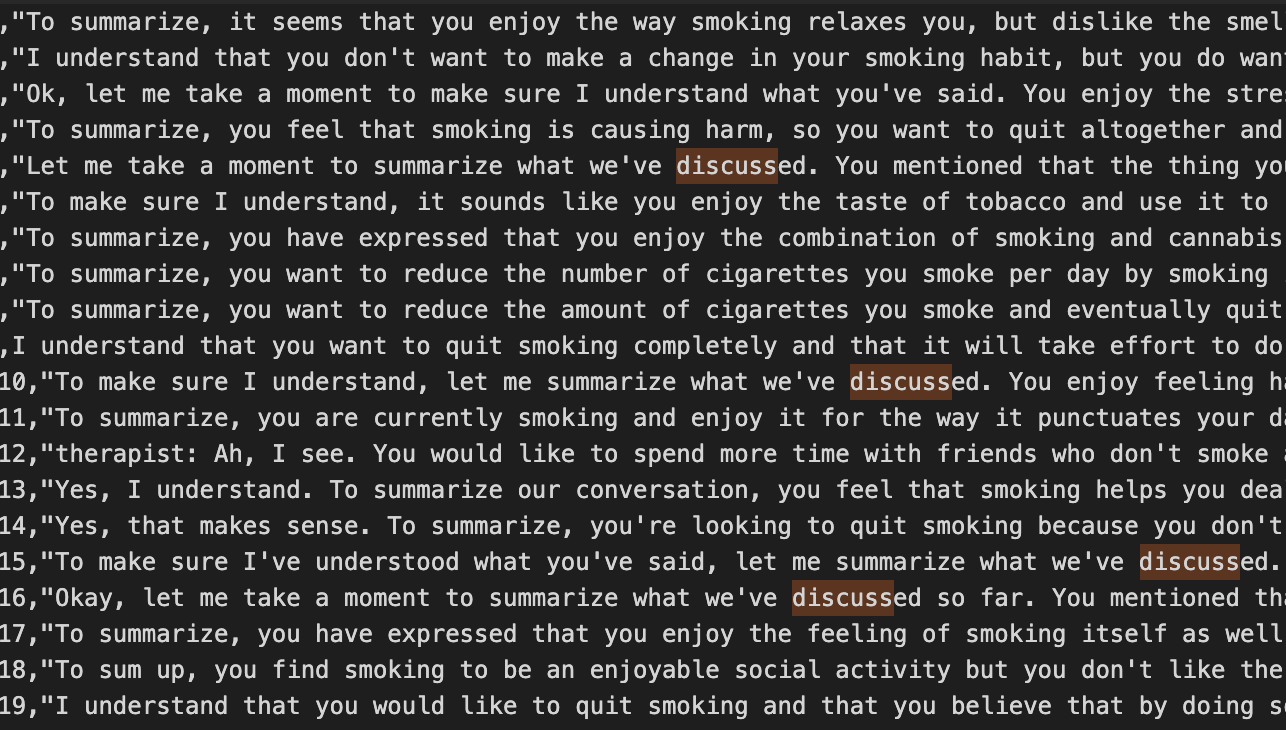 ,"To summarize, it seems that you enjoy the way smoking relaxes you, but dislike the smel
,"I understand that you don't want to make a change in your smoking habit, but you do wan
,"Ok, let me take a moment to make sure I understand what you've said. You enjoy the stre
,"To summarize, you feel that smoking is causing harm, so you want to quit altogether and
,"Let me take a moment to summarize what we've discussed. You mentioned that the thing yo
,"To make sure I understand, it sounds like you enjoy the taste of tobacco and use it to
,"To summarize, you have expressed that you enjoy the combination of smoking and cannabis
,"To summarize, you want to reduce the number of cigarettes you smoke per day by smoking
,"To summarize, you want to reduce the amount of cigarettes you smoke and eventually quit
,I understand that you want to quit smoking completely and that it will take effort to do
10,"To make sure I understand, let me summarize what we've discussed. You enjoy feeling h
11,"To summarize, you are currently smoking and enjoy it for the way it punctuates your d
12,"therapist: Ah, I see. You would like to spend more time with friends who don't smoke
13,"Yes, I understand. To summarize our conversation, you feel that smoking helps you dea
14,"Yes, that makes sense. To summarize, you're looking to quit smoking because you don't
15,"To make sure I've understood what you've said, let me summarize what we've discussed.
16,"Okay, let me take a moment to summarize what we've discussed so far. You mentioned tha
17,"To summarize, you have expressed that you enjoy the feeling of smoking itself as well
18,"To sum up, you find smoking to be an enjoyable social activity but you don't like the
19,"I understand that you would like to quit smoking and that you believe that by doing s